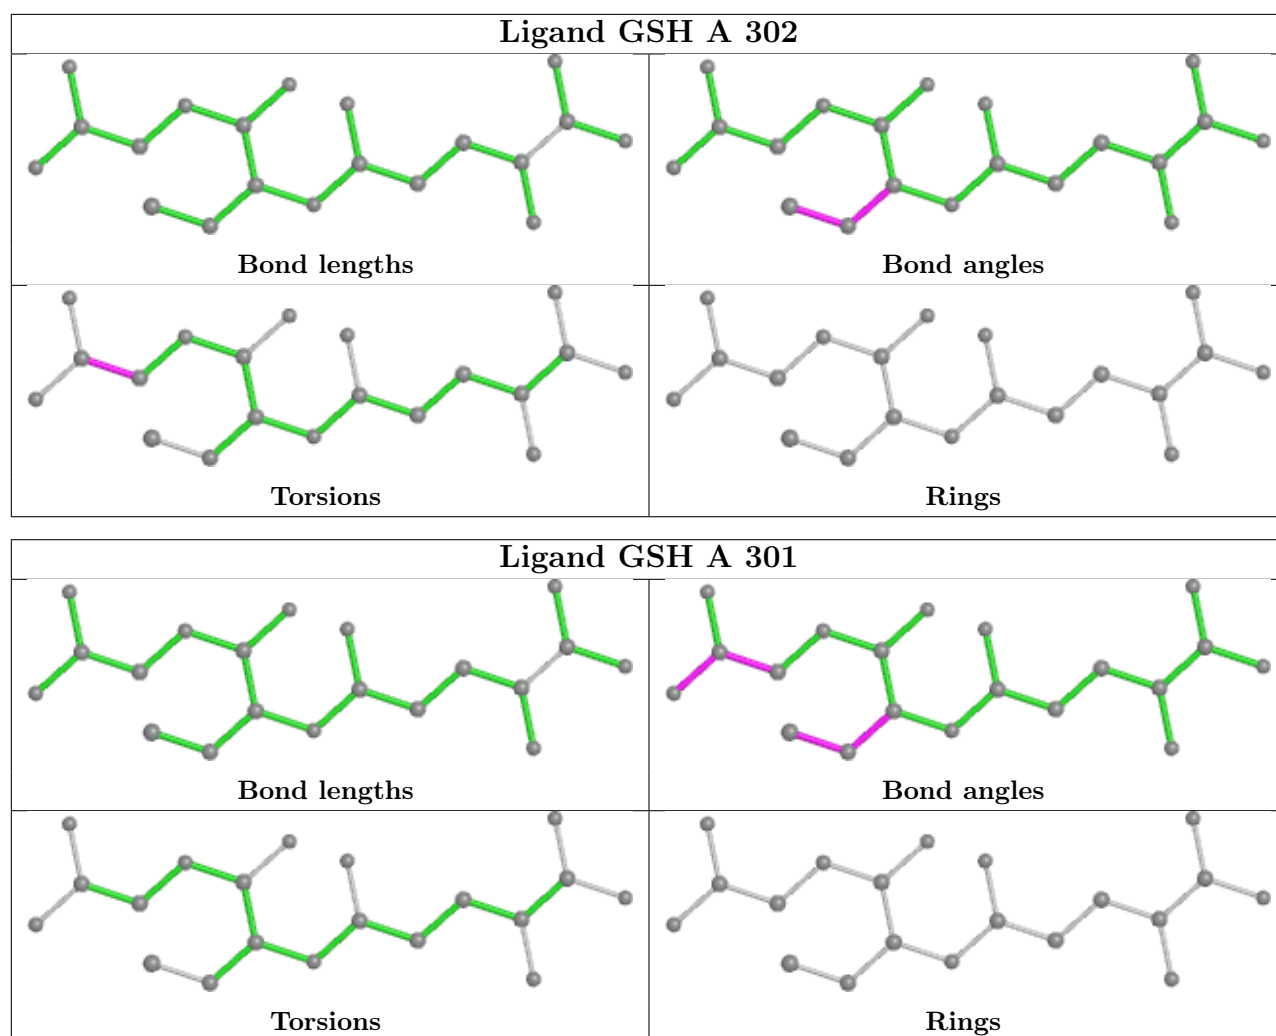 Ligand GSH A 302
Bond lengths
Bond angles
Torsions
Rings
Ligand GSH A 301
Bond lengths
Bond angles
Torsions
Rings